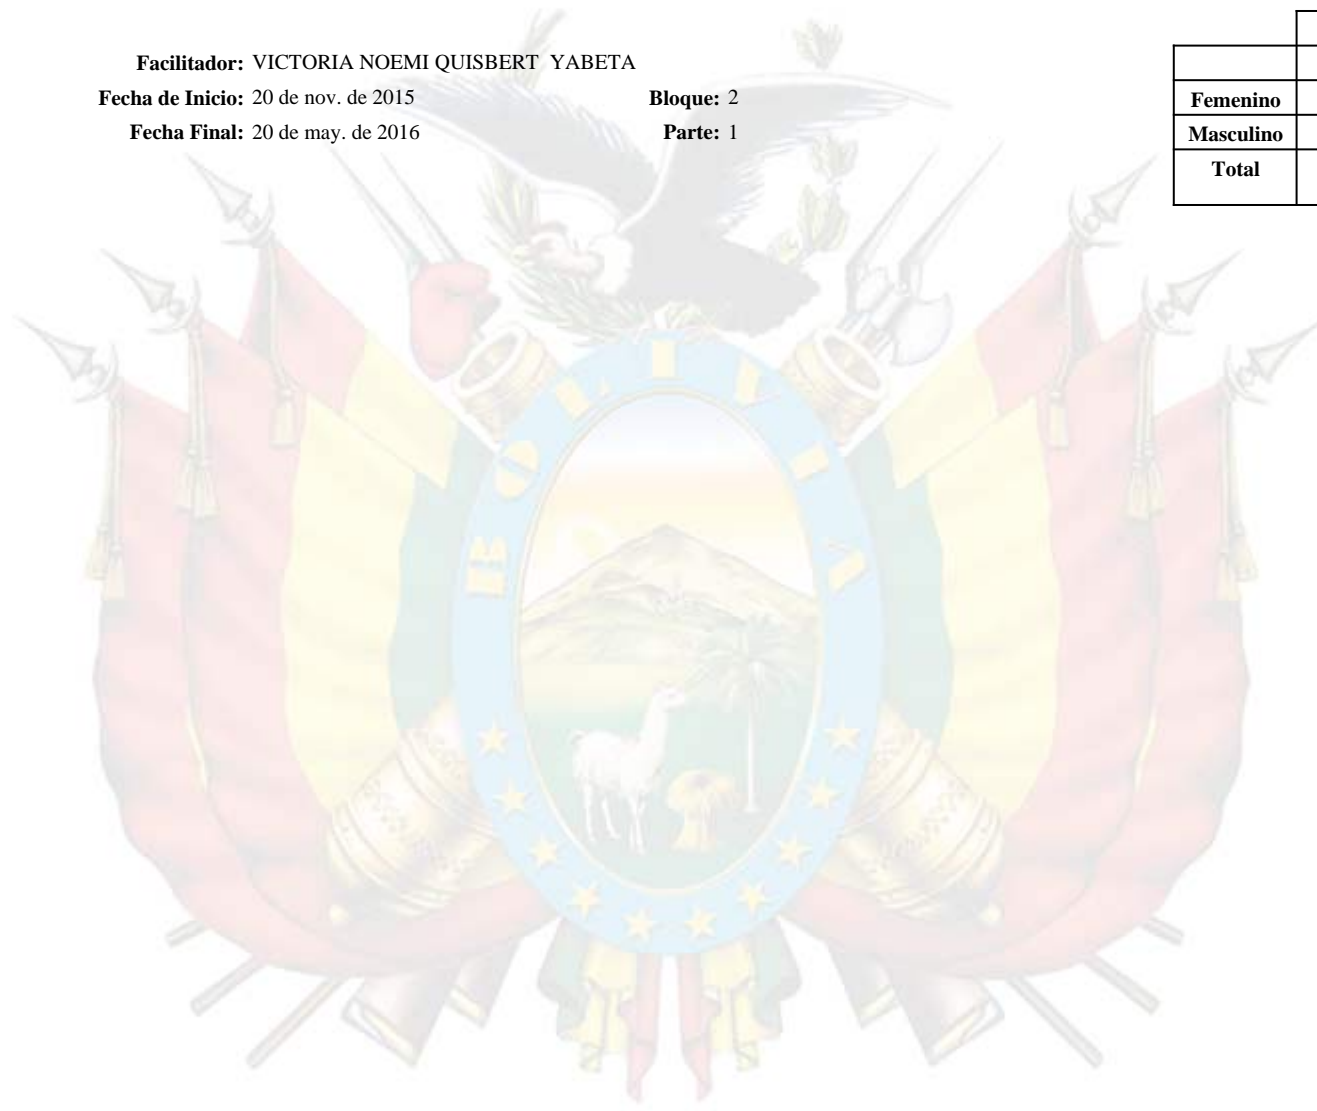 Facilitador: VICTORIA NOEMI QUISBERT YABETA
Fecha de Inicio: 20 de nov. de 2015 Bloque: 2
Fecha Final: 20 de may. de 2016 Parte: 1
Femenino
Masculino
Total
BOLIVIA